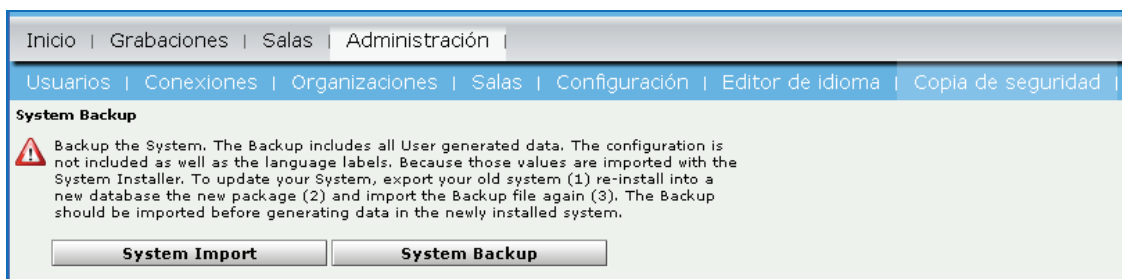 Inicio | Grabaciones | Salas | Administración |
Usuarios | Conexiones | Organizaciones | Salas | Configuración | Editor de idioma | Copia de seguridad |
System Backup
Backup the System. The Backup includes all User generated data. The configuration is
not included as well as the language labels. Because those values are imported with the
System Installer. To update your System, export your old system (1) re-install into a
new database the new package (2) and import the Backup file again (3). The Backup
should be imported before generating data in the newly installed system.
System Import System Backup